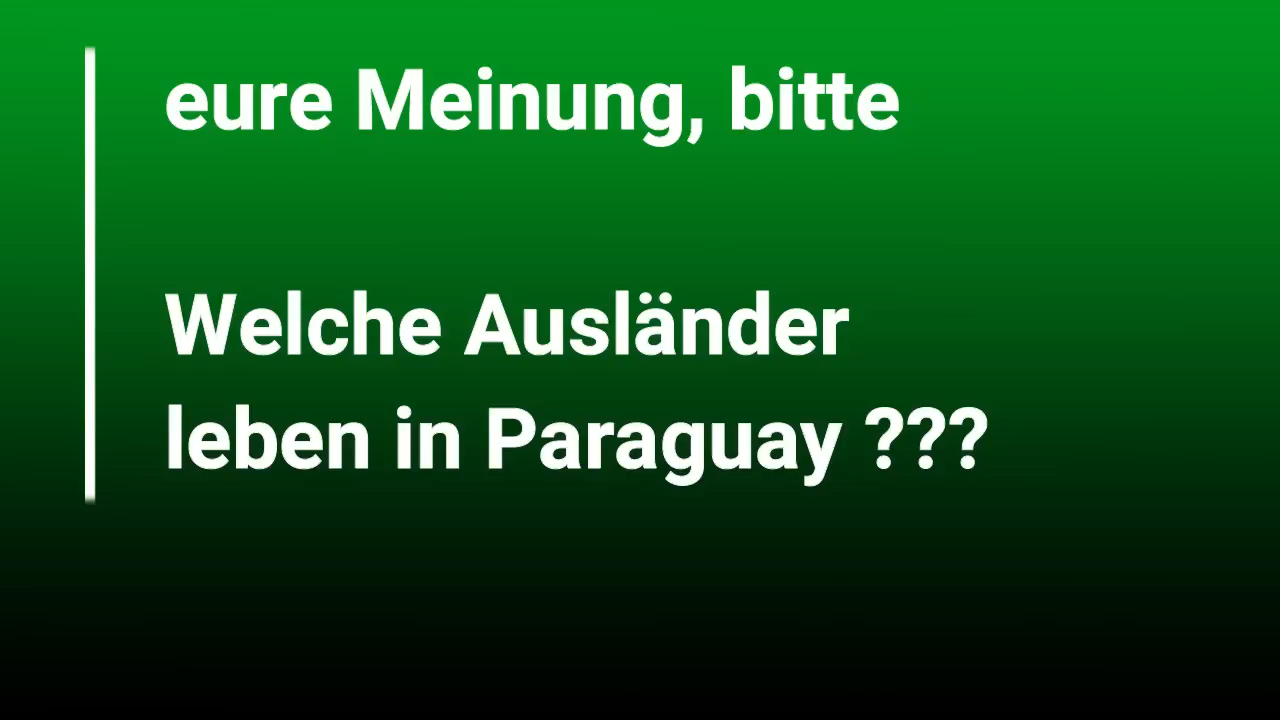 eure Meinung, bitte
Welche Ausländer
leben in Paraguay ???